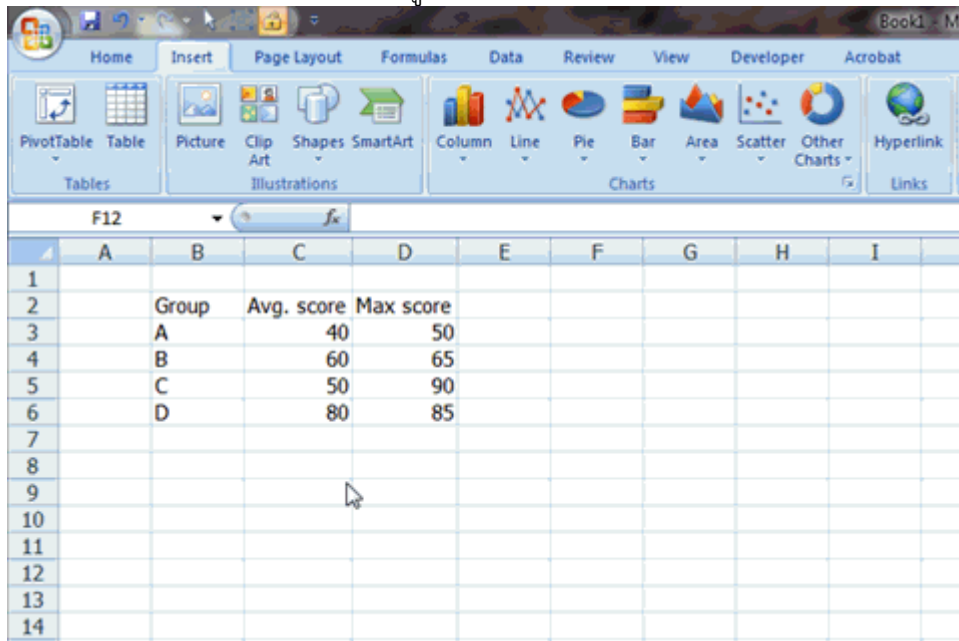 Book1 - M
Home Insert Page Layout Formulas Data Review View Developer Acrobat
PivotTable Table Picture Clip Art Shapes SmartArt Column Line Pie Bar Area Scatter Other Charts Hyperlink
Tables Illustrations Charts Links
F12 fx
A B C D E F G H I
1
2 Group Avg. score Max score
3 A 40 50
4 B 60 65
5 C 50 90
6 D 80 85
7
8
9
10
11
12
13
14